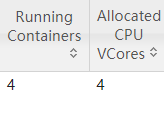 Running
Containers
Allocated
CPU
VCores
4
4